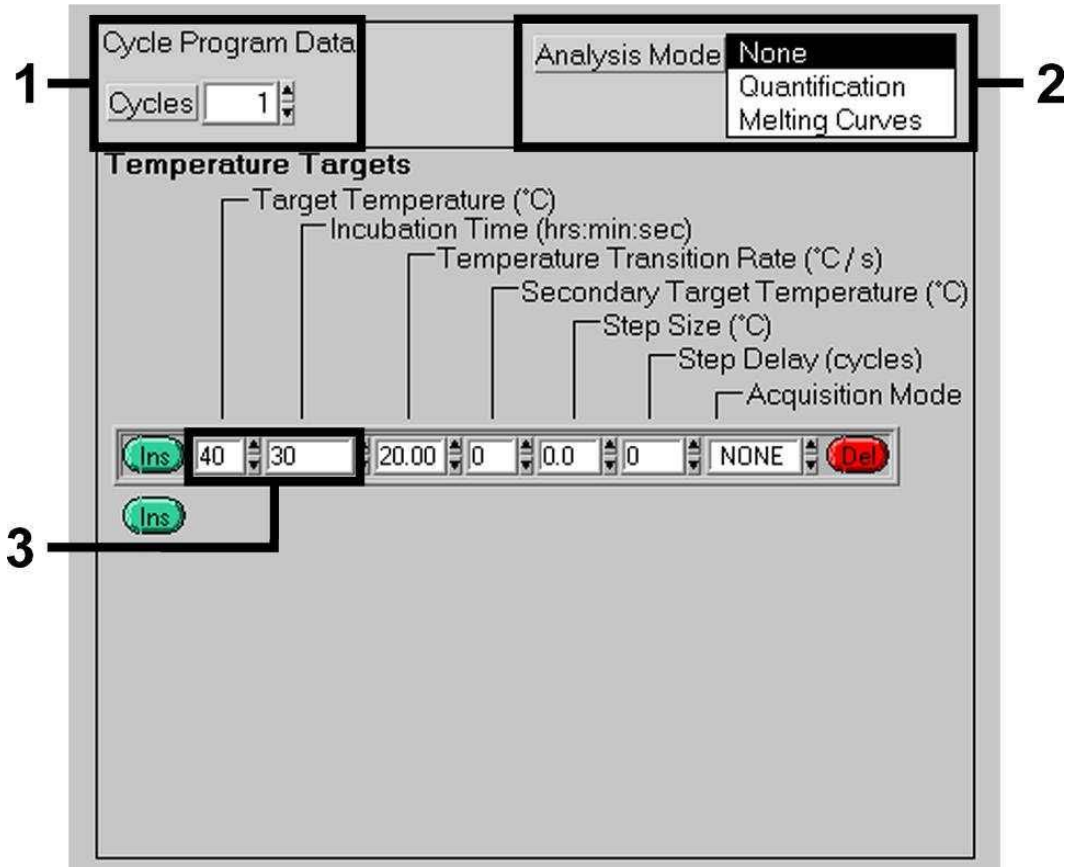 Cycle Program Data
Analysis Mode None
Quantification
Melting Curves
1
2
Cycles 1
Temperature Targets
Target Temperature (°C)
Incubation Time (hrs:min:sec)
Temperature Transition Rate (°C / s)
Secondary Target Temperature (°C)
Step Size (°C)
Step Delay (cycles)
Acquisition Mode
Ins 40 30 20.00 0 0.0 0 NONE Del
Ins
3